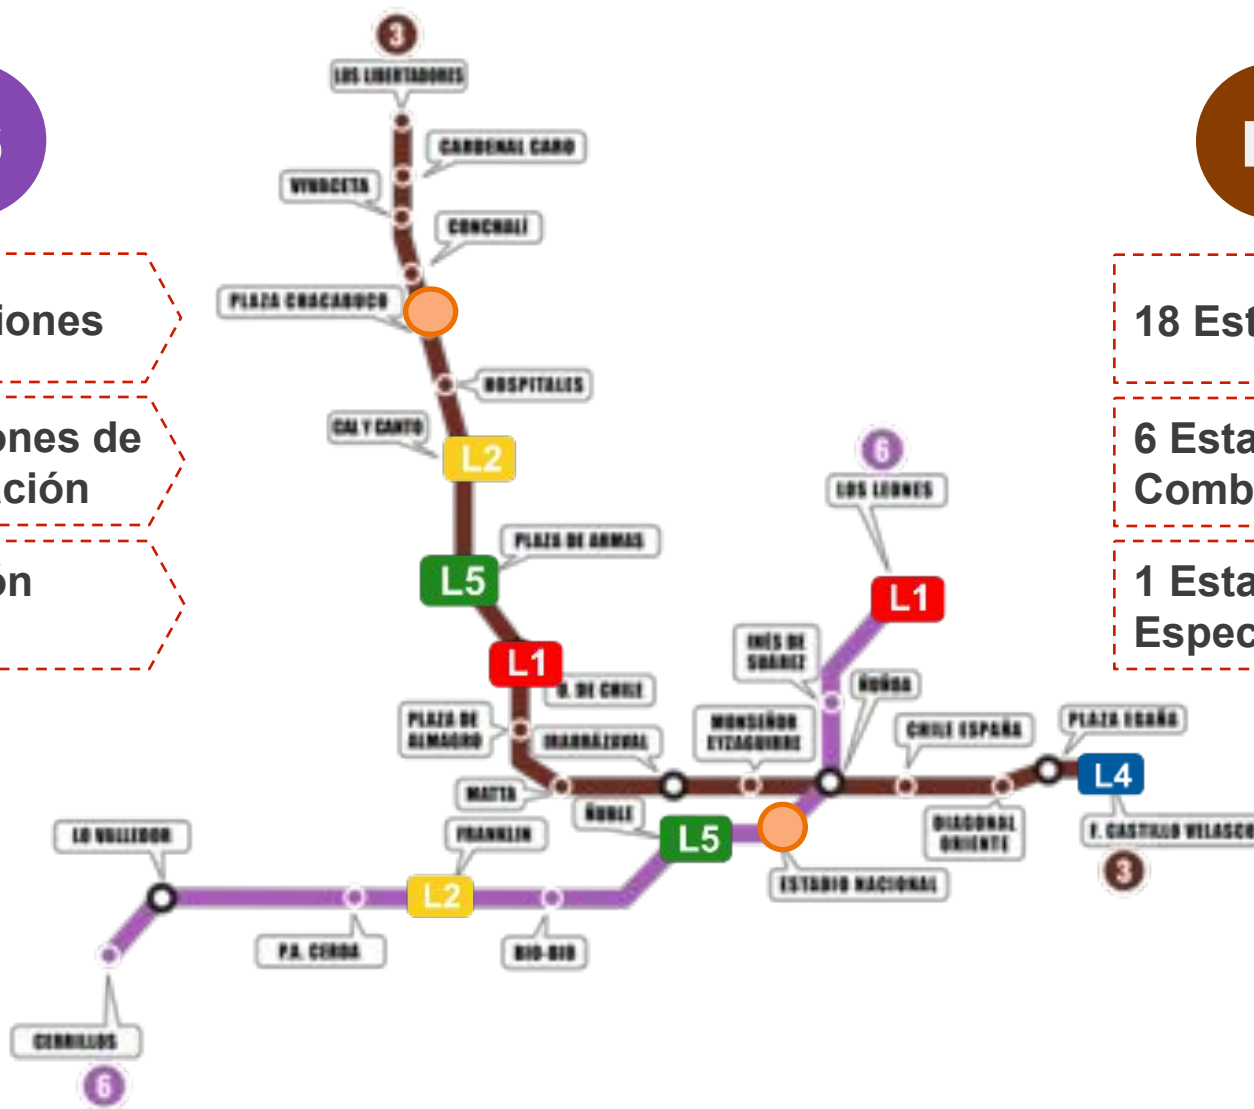 3
LOS LIBERTADORES
CARDENAL CARO
VIVACETA
CONCHALÍ
PLAZA CHACABUCO
iones
18 Est
HOSPITALES
CAL Y CANTO
L2
ones de
ación
6 Esta
Comb
6
LOS LEONES
PLAZA DE ARMAS
L5
L1
ón
1 Esta
Espec
L1
U. DE CHILE
INÉS DE
SUÁREZ
ÑUÑOA
PLAZA DE
ALMAGRO
IRARRÁZAVAL
MONSEÑOR
EYZAGUIRRE
CHILE ESPAÑA
PLAZA EGAÑA
L4
MATTA
ÑUBLE
L5
DIAGONAL
ORIENTE
F. CASTILLO VELASCO
3
LO VALLEDOR
FRANKLIN
L2
ESTADIO NACIONAL
P.A. CERDA
BIO-BIO
CERRILLOS
6